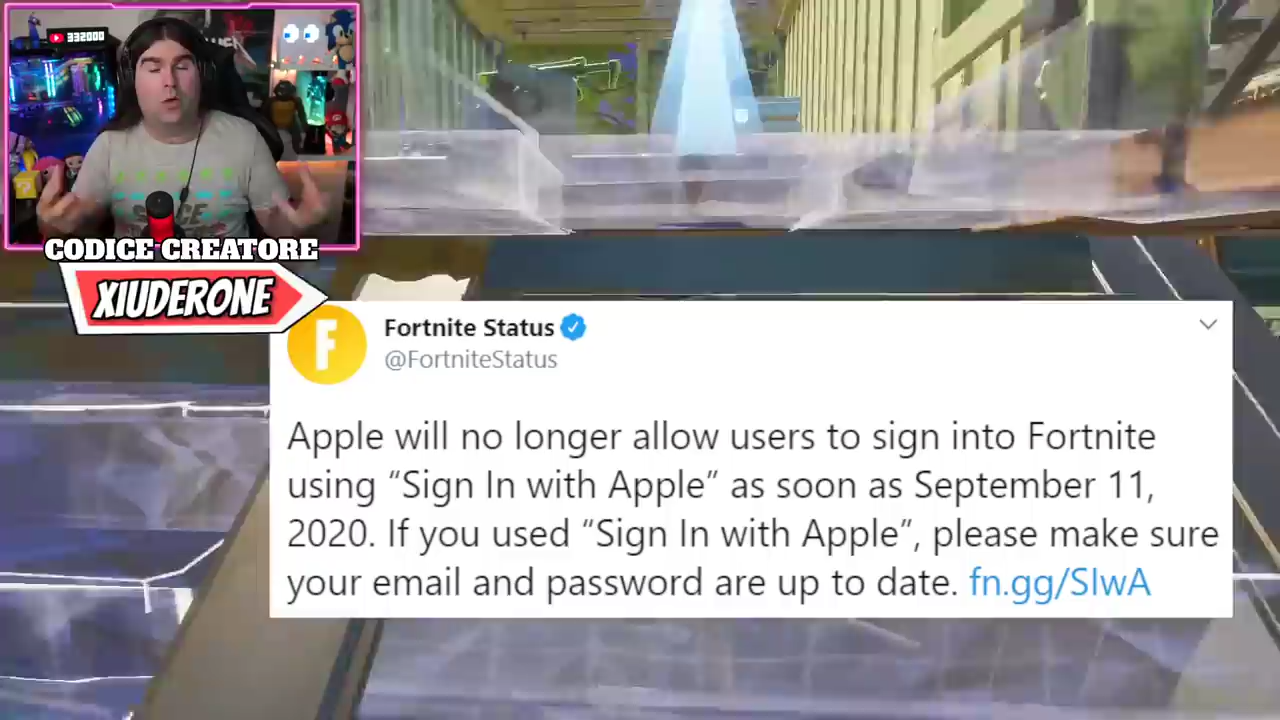 332000
CODICE CREATORE
XIUDERONE
Fortnite Status
@FortniteStatus
Apple will no longer allow users to sign into Fortnite
using “Sign In with Apple” as soon as September 11,
2020. If you used “Sign In with Apple”, please make sure
your email and password are up to date. fn.gg/SIwA